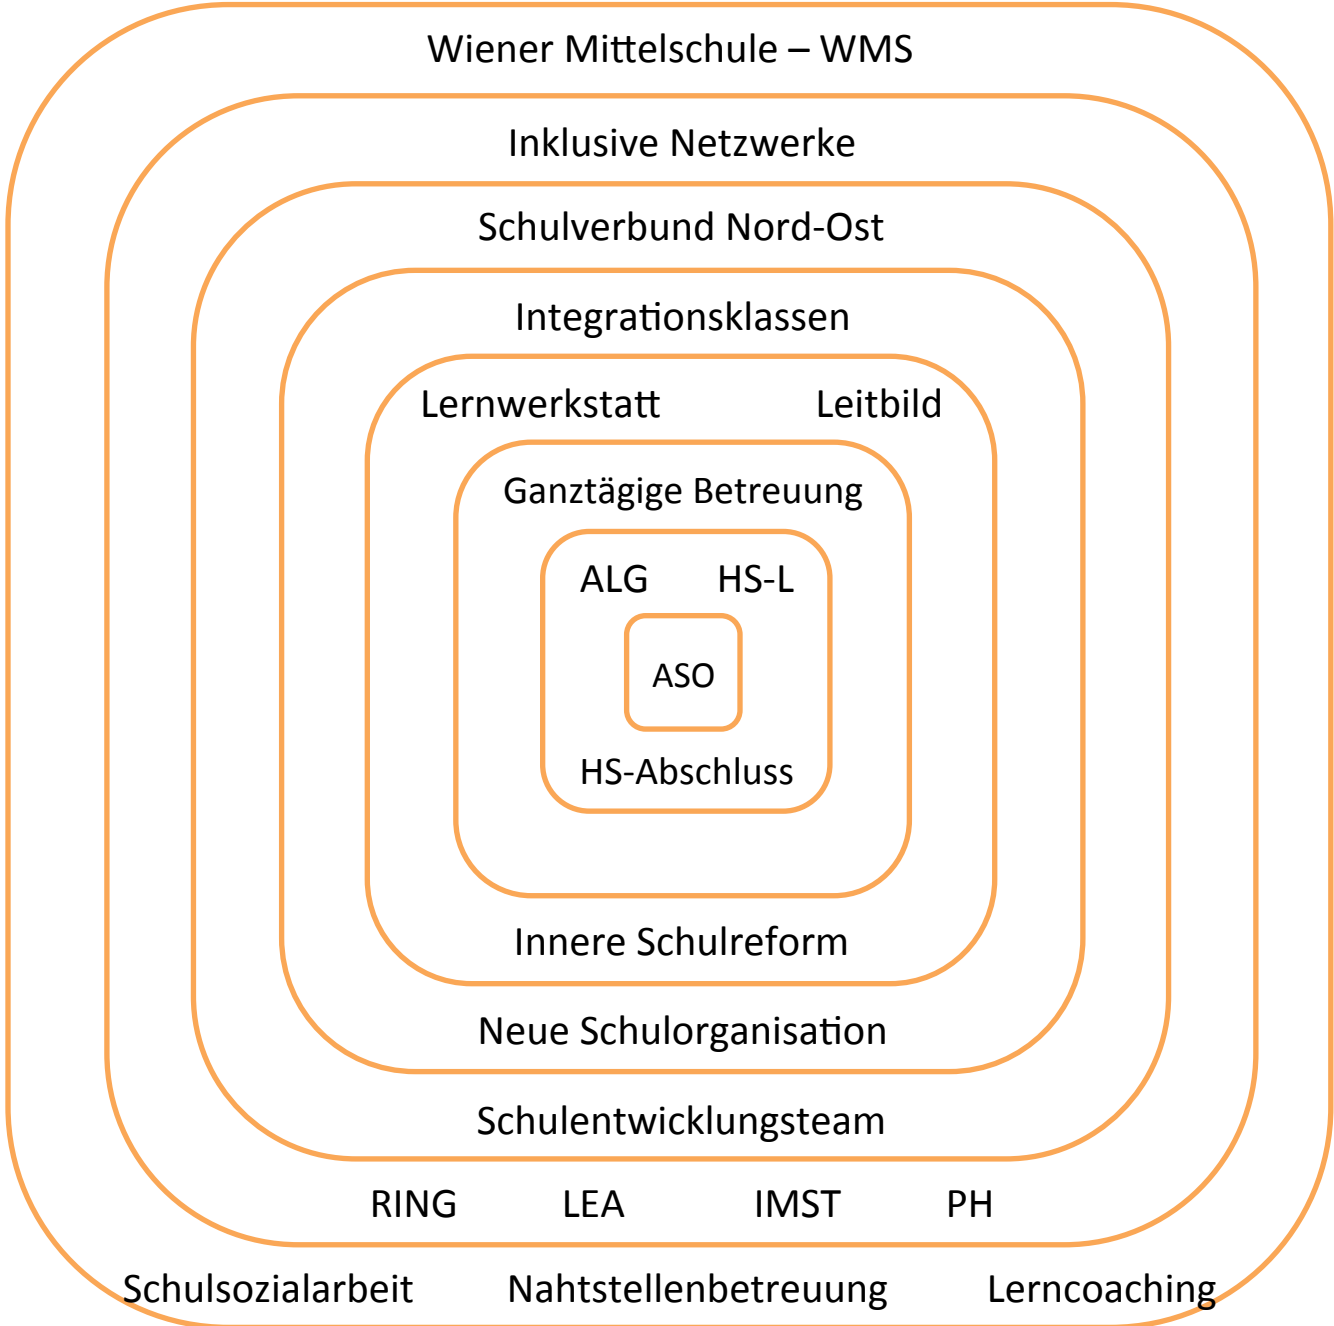 Wiener Mittelschule – WMS
Inklusive Netzwerke
Schulverbund Nord-Ost
Integrationsklassen
Lernwerkstatt Leitbild
Ganztägige Betreuung
ALG HS-L
ASO
HS-Abschluss
Innere Schulreform
Neue Schulorganisation
Schulentwicklungsteam
RING LEA IMST PH
Schulsozialarbeit Nahtstellenbetreuung Lerncoaching